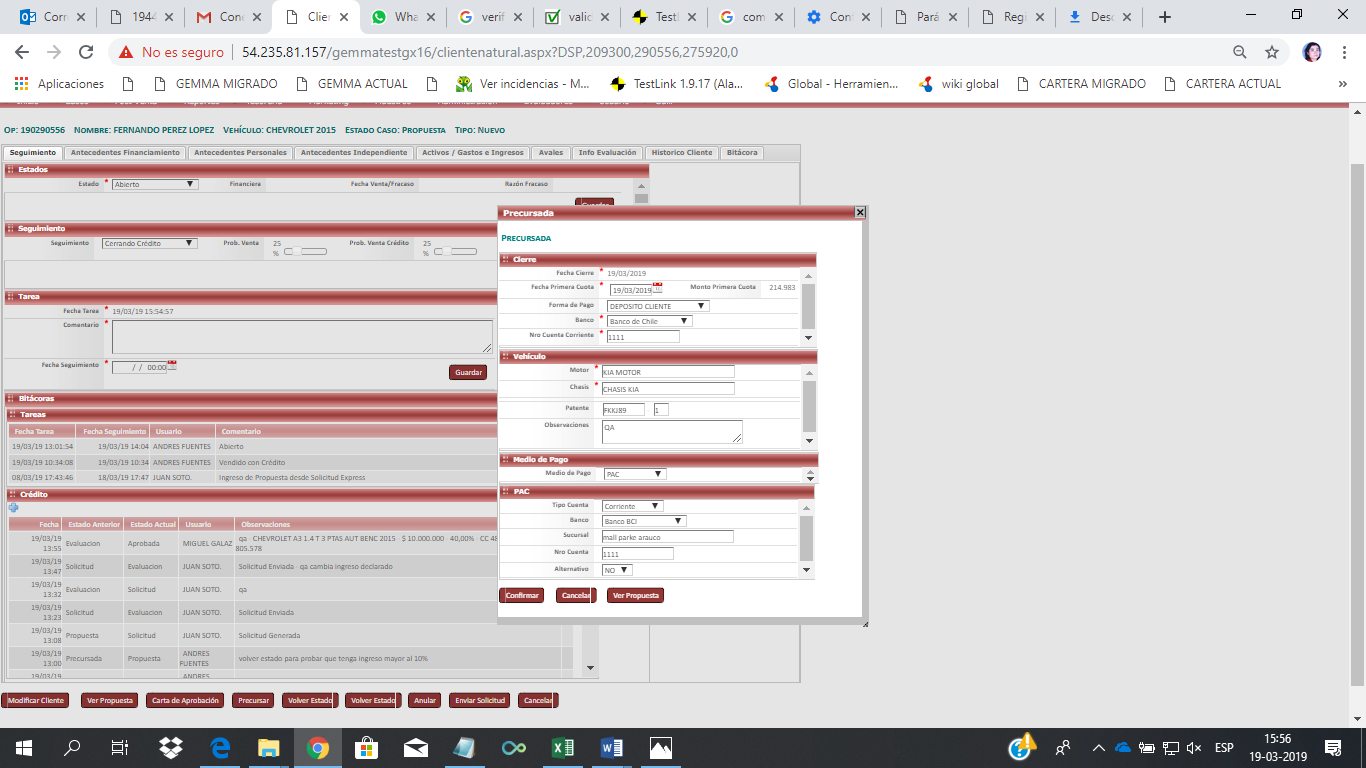 Corr
1944
Cone
Clien
Wha
verif
valid
Testl
com
Conf
Pará
Regi
Desc
No es seguro | 54.235.81.157/gemmatestgx16/clientenatural.aspx?DSP,209300,290556,275920,0
Aplicaciones
GEMMA MIGRADO
GEMMA ACTUAL
Ver incidencias - M...
TestLink 1.9.17 (Ala...
Global - Herramien...
wiki global
CARTERA MIGRADO
CARTERA ACTUAL
»
Op: 190290556 Nombre: FERNANDO PEREZ LOPEZ Vehículo: CHEVROLET 2015 Estado Caso: Propuesta Tipo: Nuevo
Seguimiento
Antecedentes Financiamiento
Antecedentes Personales
Antecedentes Independiente
Activos / Gastos e Ingresos
Avales
Info Evaluación
Historico Cliente
Bitácora
Estados
Estado * Abierto Financiera Fecha Venta/Fracaso Razón Fracaso
Guardar
Seguimiento
Seguimiento Cerrando Crédito Prob. Venta 25 % Prob. Venta Crédito 25 %
Tarea
Fecha Tarea * 19/03/19 15:54:57
Comentario *
Fecha Seguimiento * / / 00:00
Guardar
Bitácoras
Tareas
Fecha Tarea Fecha Seguimiento Usuario Comentario
19/03/19 13:01:54 19/03/19 14:04 ANDRES FUENTES Abierto
19/03/19 10:34:08 19/03/19 10:34 ANDRES FUENTES Vendido con Crédito
08/03/19 17:43:46 18/03/19 17:47 JUAN SOTO. Ingreso de Propuesta desde Solicitud Express
Crédito
Fecha Estado Anterior Estado Actual Usuario Observaciones
19/03/19 13:55 Evaluacion Aprobada MIGUEL GALAZ qa - CHEVROLET A3 1.4 T 3 PTAS AUT BENC 2015 - $ 10.000.000 - 40,00% - CC 48
805.578
19/03/19 13:47 Solicitud Evaluacion JUAN SOTO. Solicitud Enviada - qa cambia ingreso declarado
19/03/19 13:32 Evaluacion Solicitud JUAN SOTO. qa
19/03/19 13:23 Solicitud Evaluacion JUAN SOTO. Solicitud Enviada
19/03/19 13:08 Propuesta Solicitud JUAN SOTO. Solicitud Generada
19/03/19 13:00 Precursada Propuesta ANDRES FUENTES volver estado para probar que tenga ingreso mayor al 10%
19/03/19 ANDRES
Precursada
Precursada
Cierre
Fecha Cierre * 19/03/2019
Fecha Primera Cuota * 19/03/2019 Monto Primera Cuota 214.983
Forma de Pago DEPOSITO CLIENTE
Banco * Banco de Chile
Nro Cuenta Corriente * 1111
Vehículo
Motor * KIA MOTOR
Chasis * CHASIS KIA
Patente FKKJ89 - 1
Observaciones QA
Medio de Pago
Medio de Pago PAC
PAC
Tipo Cuenta Corriente
Banco Banco BCI
Sucursal mall parke arauco
Nro Cuenta 1111
Alternativo NO
Confirmar
Cancelar
Ver Propuesta
Modificar Cliente
Ver Propuesta
Carta de Aprobación
Precursar
Volver Estado
Volver Estado
Anular
Enviar Solicitud
Cancelar
ESP
15:56
19-03-2019